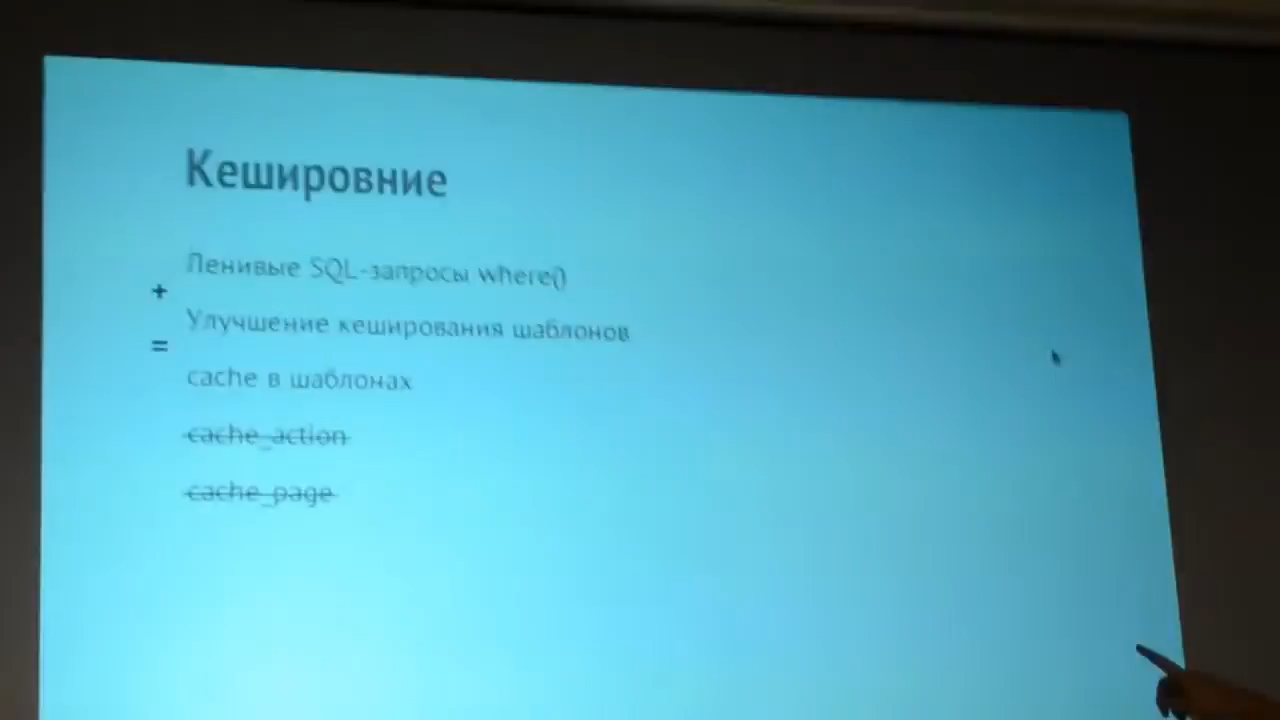 Кешировние
Ленивые SQL-запросы where()
+
Улучшение кеширования шаблонов
=
cache в шаблонах
cache_action
cache_page